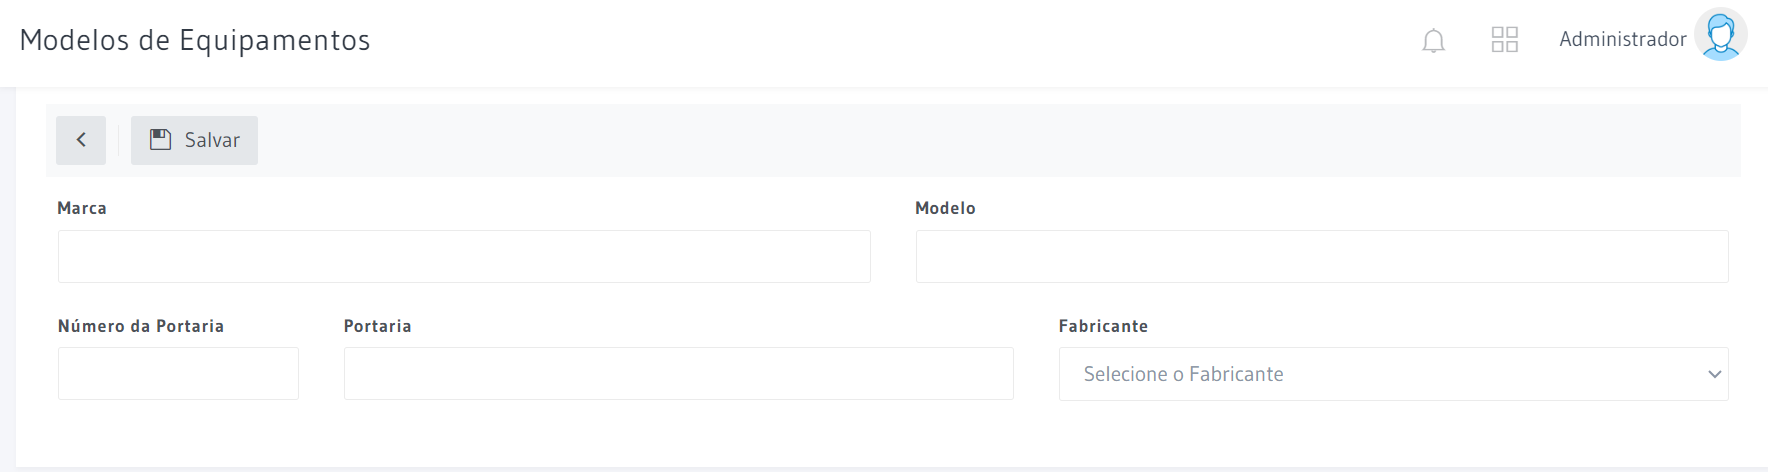 Modelos de Equipamentos
Administrador
Salvar
Marca
Modelo
Número da Portaria
Portaria
Fabricante
Selecione o Fabricante